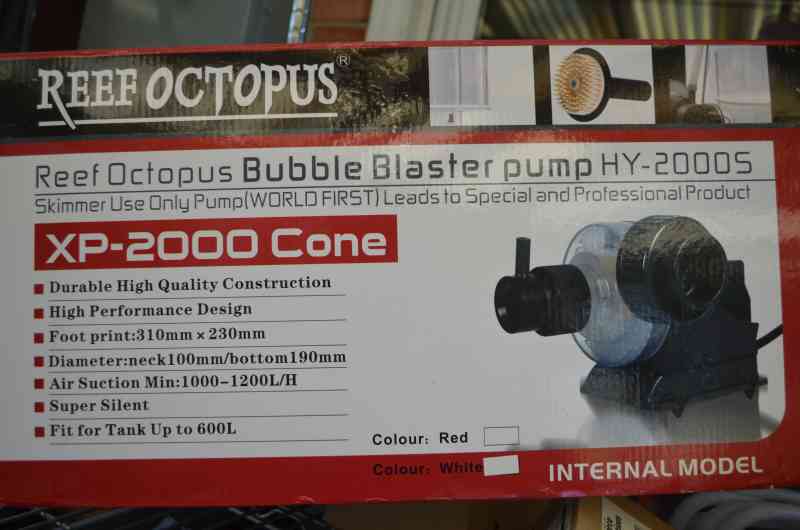 REEF OCTOPUS®
Reef Octopus Bubble Blaster pump HY-2000S
Skimmer Use Only Pump(WORLD FIRST) Leads to Special and Professional Product
XP-2000 Cone
Durable High Quality Construction
High Performance Design
Foot print:310mm×230mm
Diameter:neck100mm/bottom190mm
Air Suction Min:1000-1200L/H
Super Silent
Fit for Tank Up to 600L
Colour: Red
Colour: White
INTERNAL MODEL